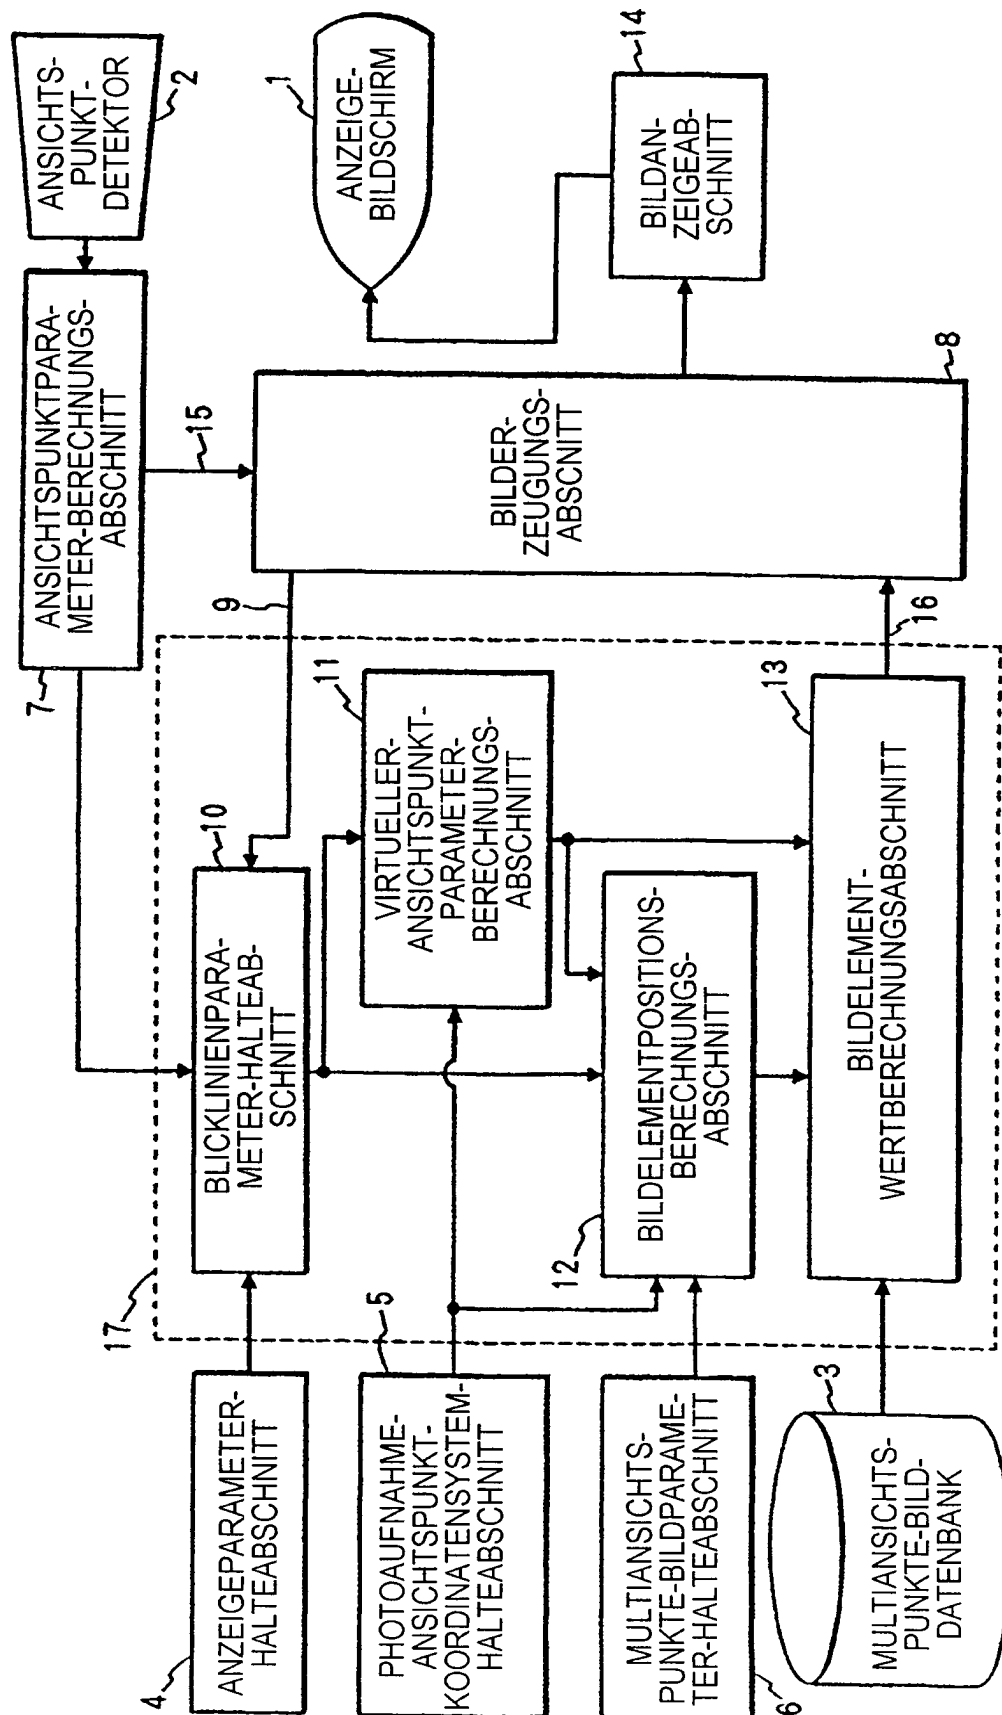 4
ANZEIGEPARAMETER-
HALTEABSCHNITT
5
PHOTOAUFNAHME-
ANSICHTSPUNKT-
KOORDINATENSYSTEM-
HALTEABSCHNITT
MULTIANSICHTS-
PUNKTE-BILDPARAME-
TER-HALTEABSCHNITT
6
3
MULTIANSICHTS-
PUNKTE-BILD-
DATENBANK
17
10
BLICKLINIENPARA-
METER-HALTEAB-
SCHNITT
11
VIRTUELLER-
ANSICHTSPUNKT-
PARAMETER-
BERECHNUNGS-
ABSCHNITT
12
BILDELEMENTPOSITIONS-
BERECHNUNGS-
ABSCHNITT
13
BILDELEMENT-
WERTBERECHNUNGSABSCHNITT
7
ANSICHTSPUNKTPARA-
METER-BERECHNUNGS-
ABSCHNITT
15
9
16
BILDER-
ZEUGUNGS-
ABSCNITT
8
ANSICHTS-
PUNKT-
DETEKTOR
2
1
ANZEIGE-
BILDSCHIRM
14
BILDAN-
ZEIGEAB-
SCHNITT